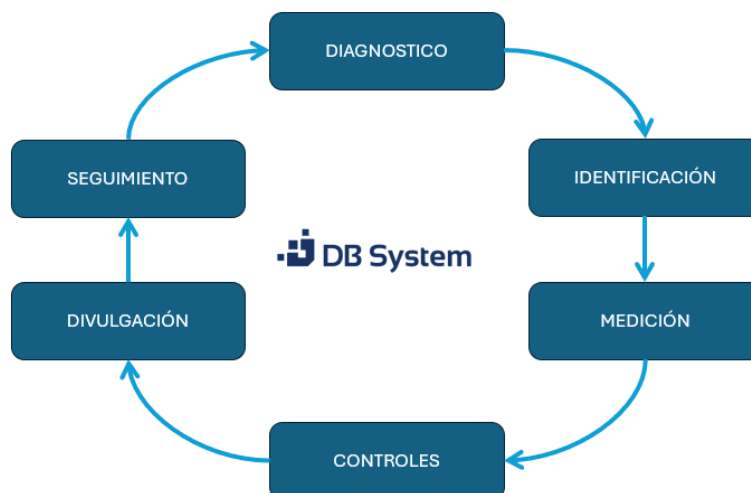 DIAGNOSTICO
IDENTIFICACIÓN
MEDICIÓN
CONTROLES
DIVULGACIÓN
SEGUIMIENTO
DB System